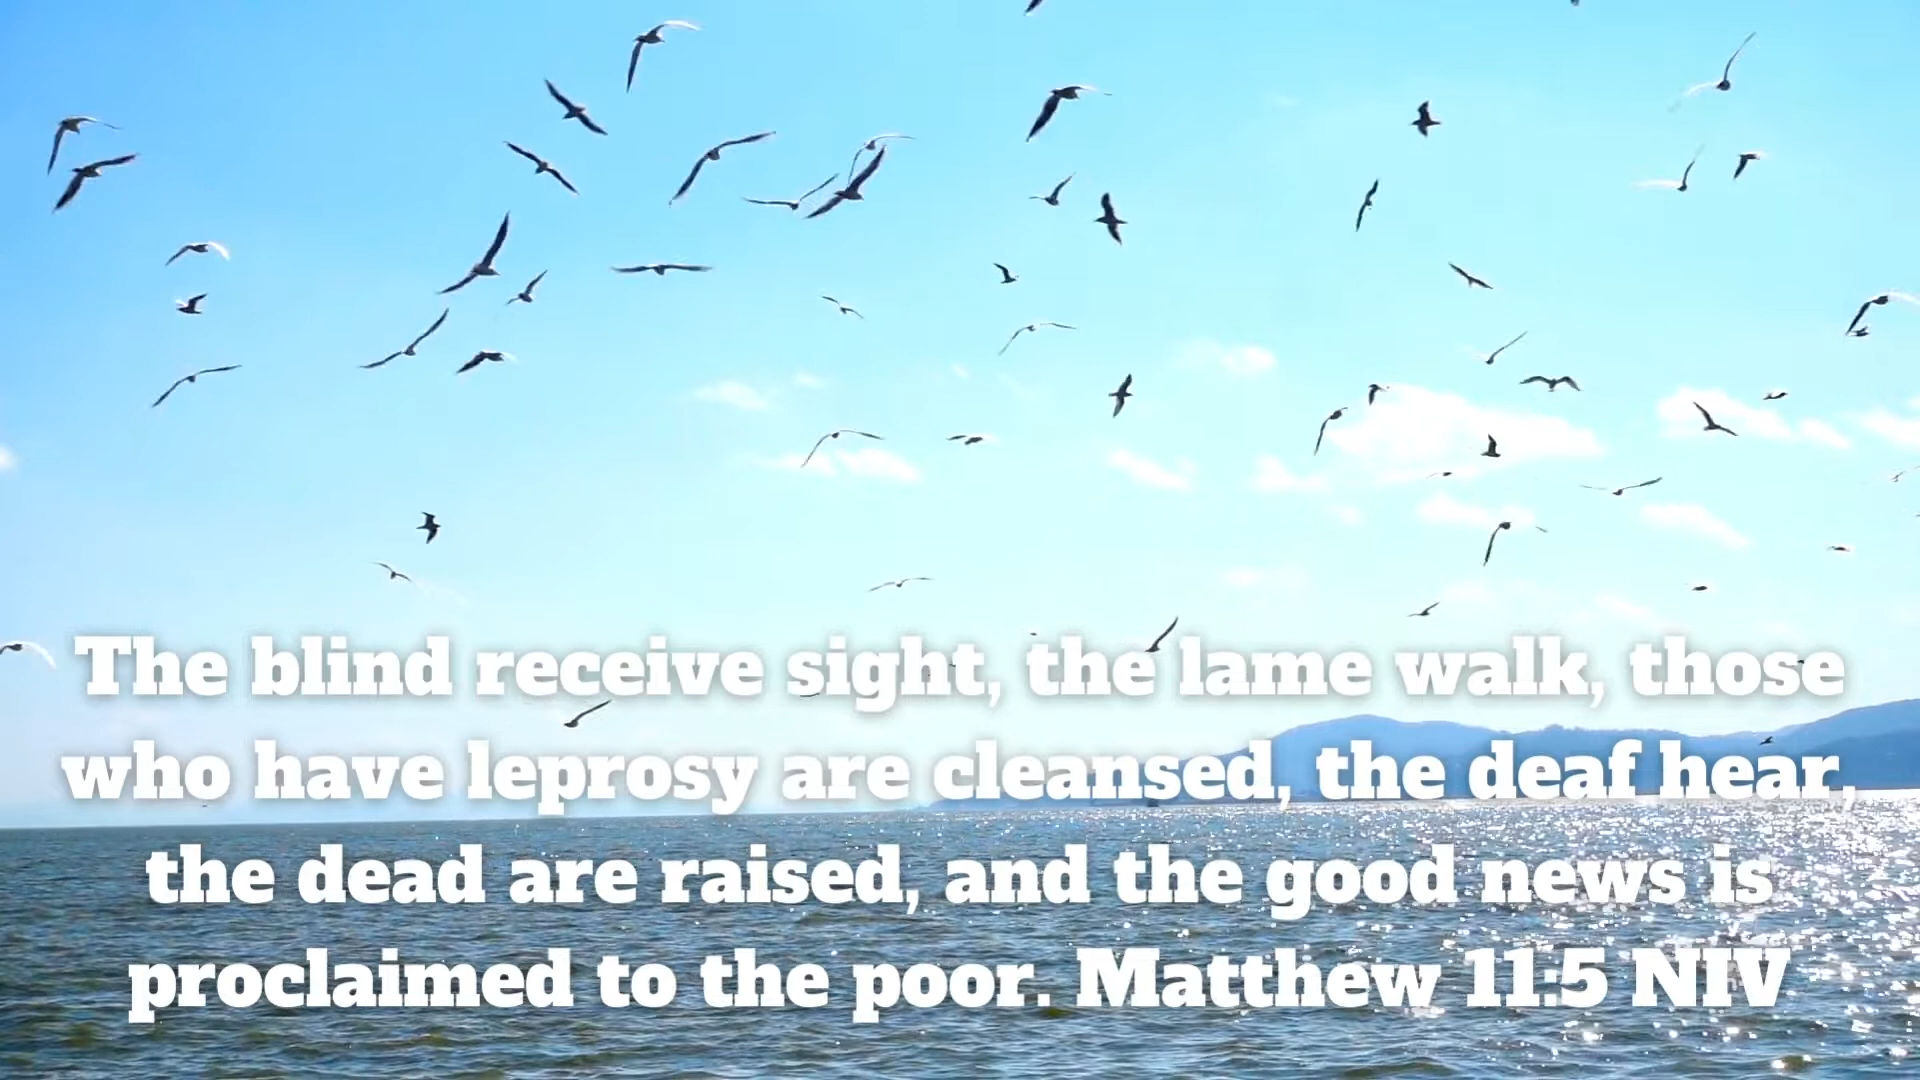 The blind receive sight, the lame walk, those
who have leprosy are cleansed, the deaf hear,
the dead are raised, and the good news is
proclaimed to the poor. Matthew 11:5 NIV